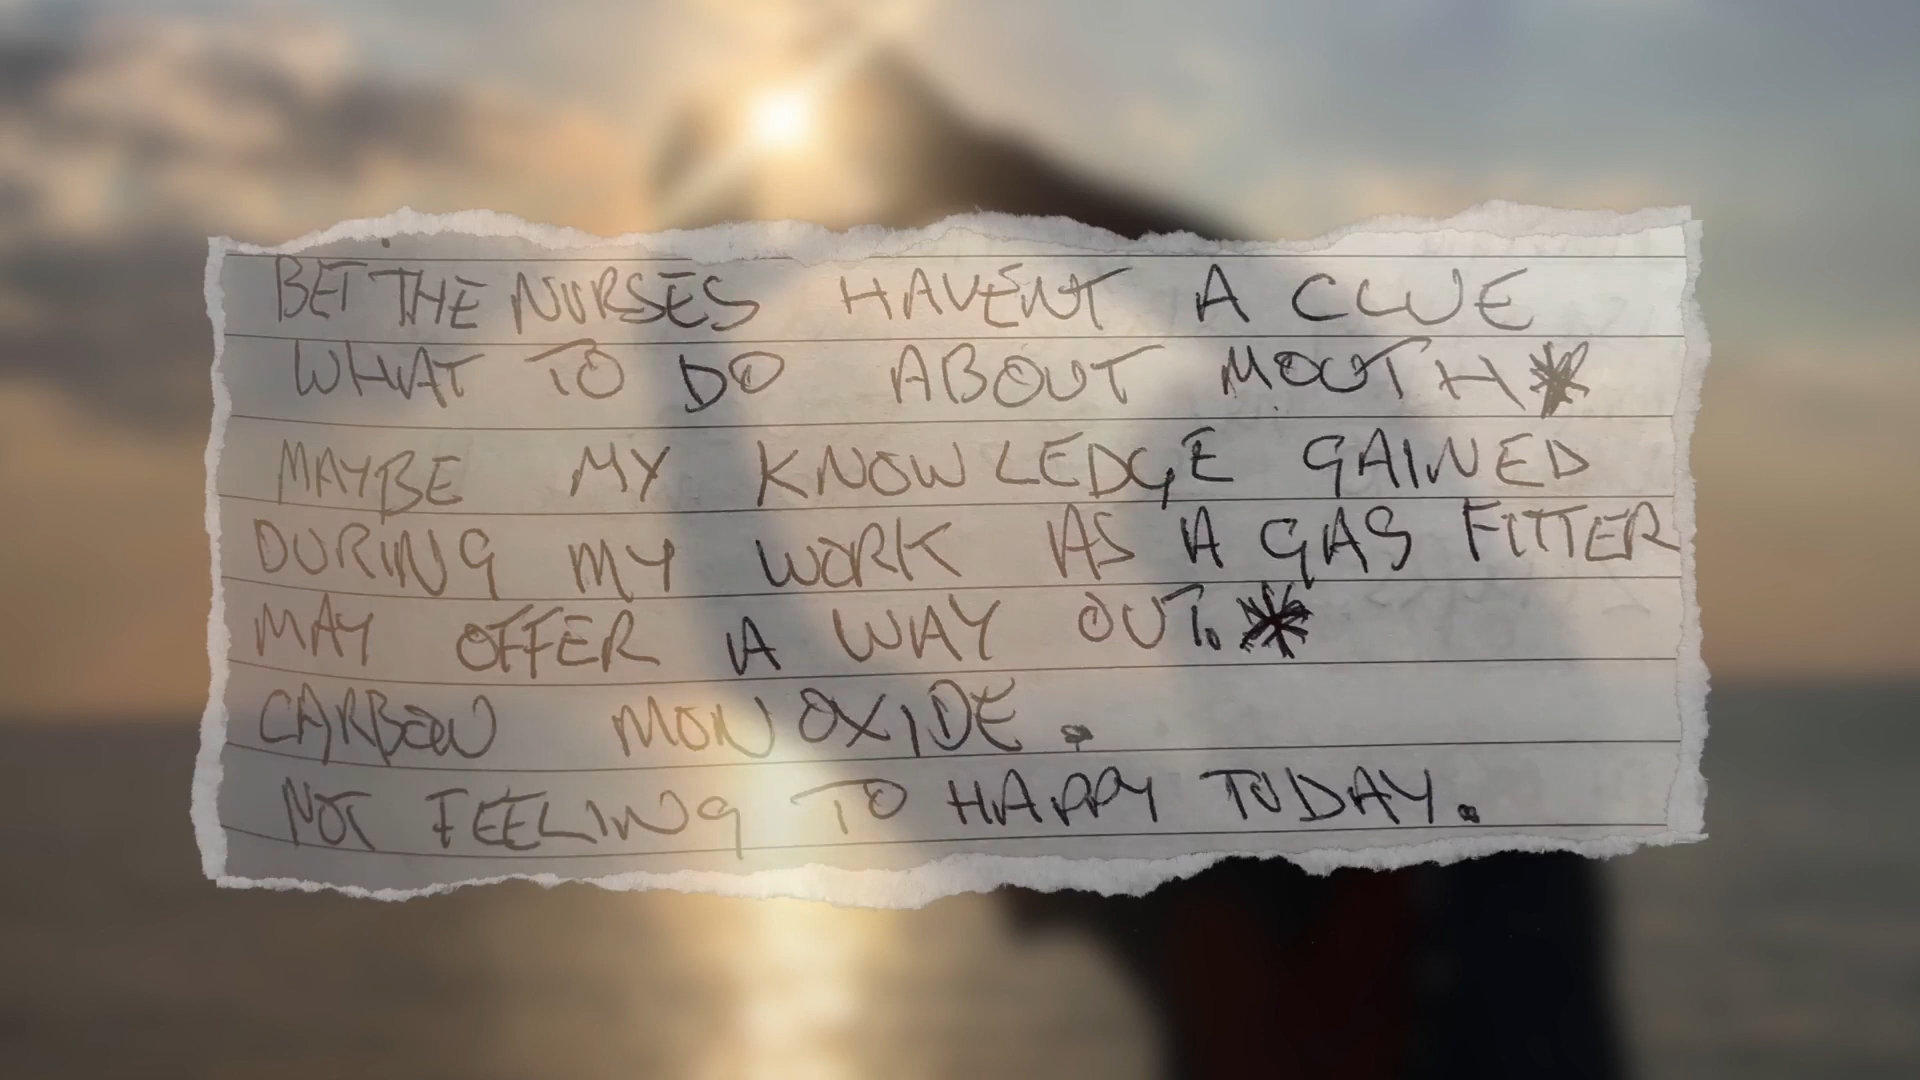 BET THE NURSES HAVENT A CLUE
WHAT TO DO ABOUT MOUTH*
MAYBE MY KNOWLEDGE GAINED
DURING MY WORK AS A GAS FITTER
MAY OFFER A WAY OUT.*
CARBON MONOXIDE.
NOT FEELING TO HAPPY TODAY.